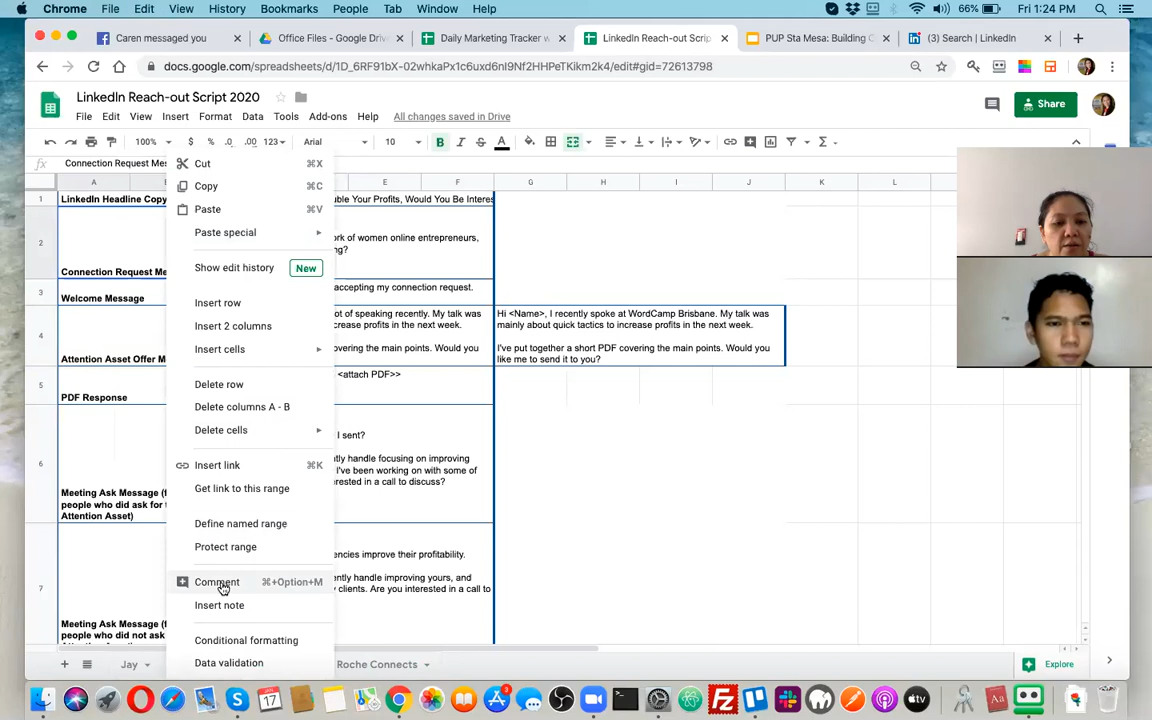 Chrome File Edit View History Bookmarks People Tab Window Help 66% Fri 1:24 PM
Caren messaged you Office Files - Google Driv Daily Marketing Tracker w LinkedIn Reach-out Scrip PUP Sta Mesa: Building C (3) Search | LinkedIn
docs.google.com/spreadsheets/d/1D_6RF91bX-02whkaPx1c6uxd6nI9Nf2HHPeTKikm2k4/edit#gid=72613798
LinkedIn Reach-out Script 2020
File Edit View Insert Format Data Tools Add-ons Help All changes saved in Drive
Share
100% $ % .0 .00 123 Arial 10 B I S A
fx Connection Request Mes
A B E F G H I J K L
1 LinkedIn Headline Copy uble Your Profits, Would You Be Interes
2 Connection Request Me
ork of women online entrepreneurs,
ng?
3 Welcome Message accepting my connection request.
4 Attention Asset Offer M
ot of speaking recently. My talk was
crease profits in the next week.
overing the main points. Would you
Hi <Name>, I recently spoke at WordCamp Brisbane. My talk was
mainly about quick tactics to increase profits in the next week.
I've put together a short PDF covering the main points. Would you
like me to send it to you?
5 PDF Response <attach PDF>>
6 Meeting Ask Message (f
people who did ask for t
Attention Asset)
I sent?
ntly handle focusing on improving
I've been working on with some of
rested in a call to discuss?
7 Meeting Ask Message (f
people who did not ask
encies improve their profitability.
ently handle improving yours, and
y clients. Are you interested in a call to
Cut ⌘X
Copy ⌘C
Paste ⌘V
Paste special
Show edit history New
Insert row
Insert 2 columns
Insert cells
Delete row
Delete columns A - B
Delete cells
Insert link ⌘K
Get link to this range
Define named range
Protect range
Comment ⌘+Option+M
Insert note
Conditional formatting
Data validation
Jay Roche Connects Explore